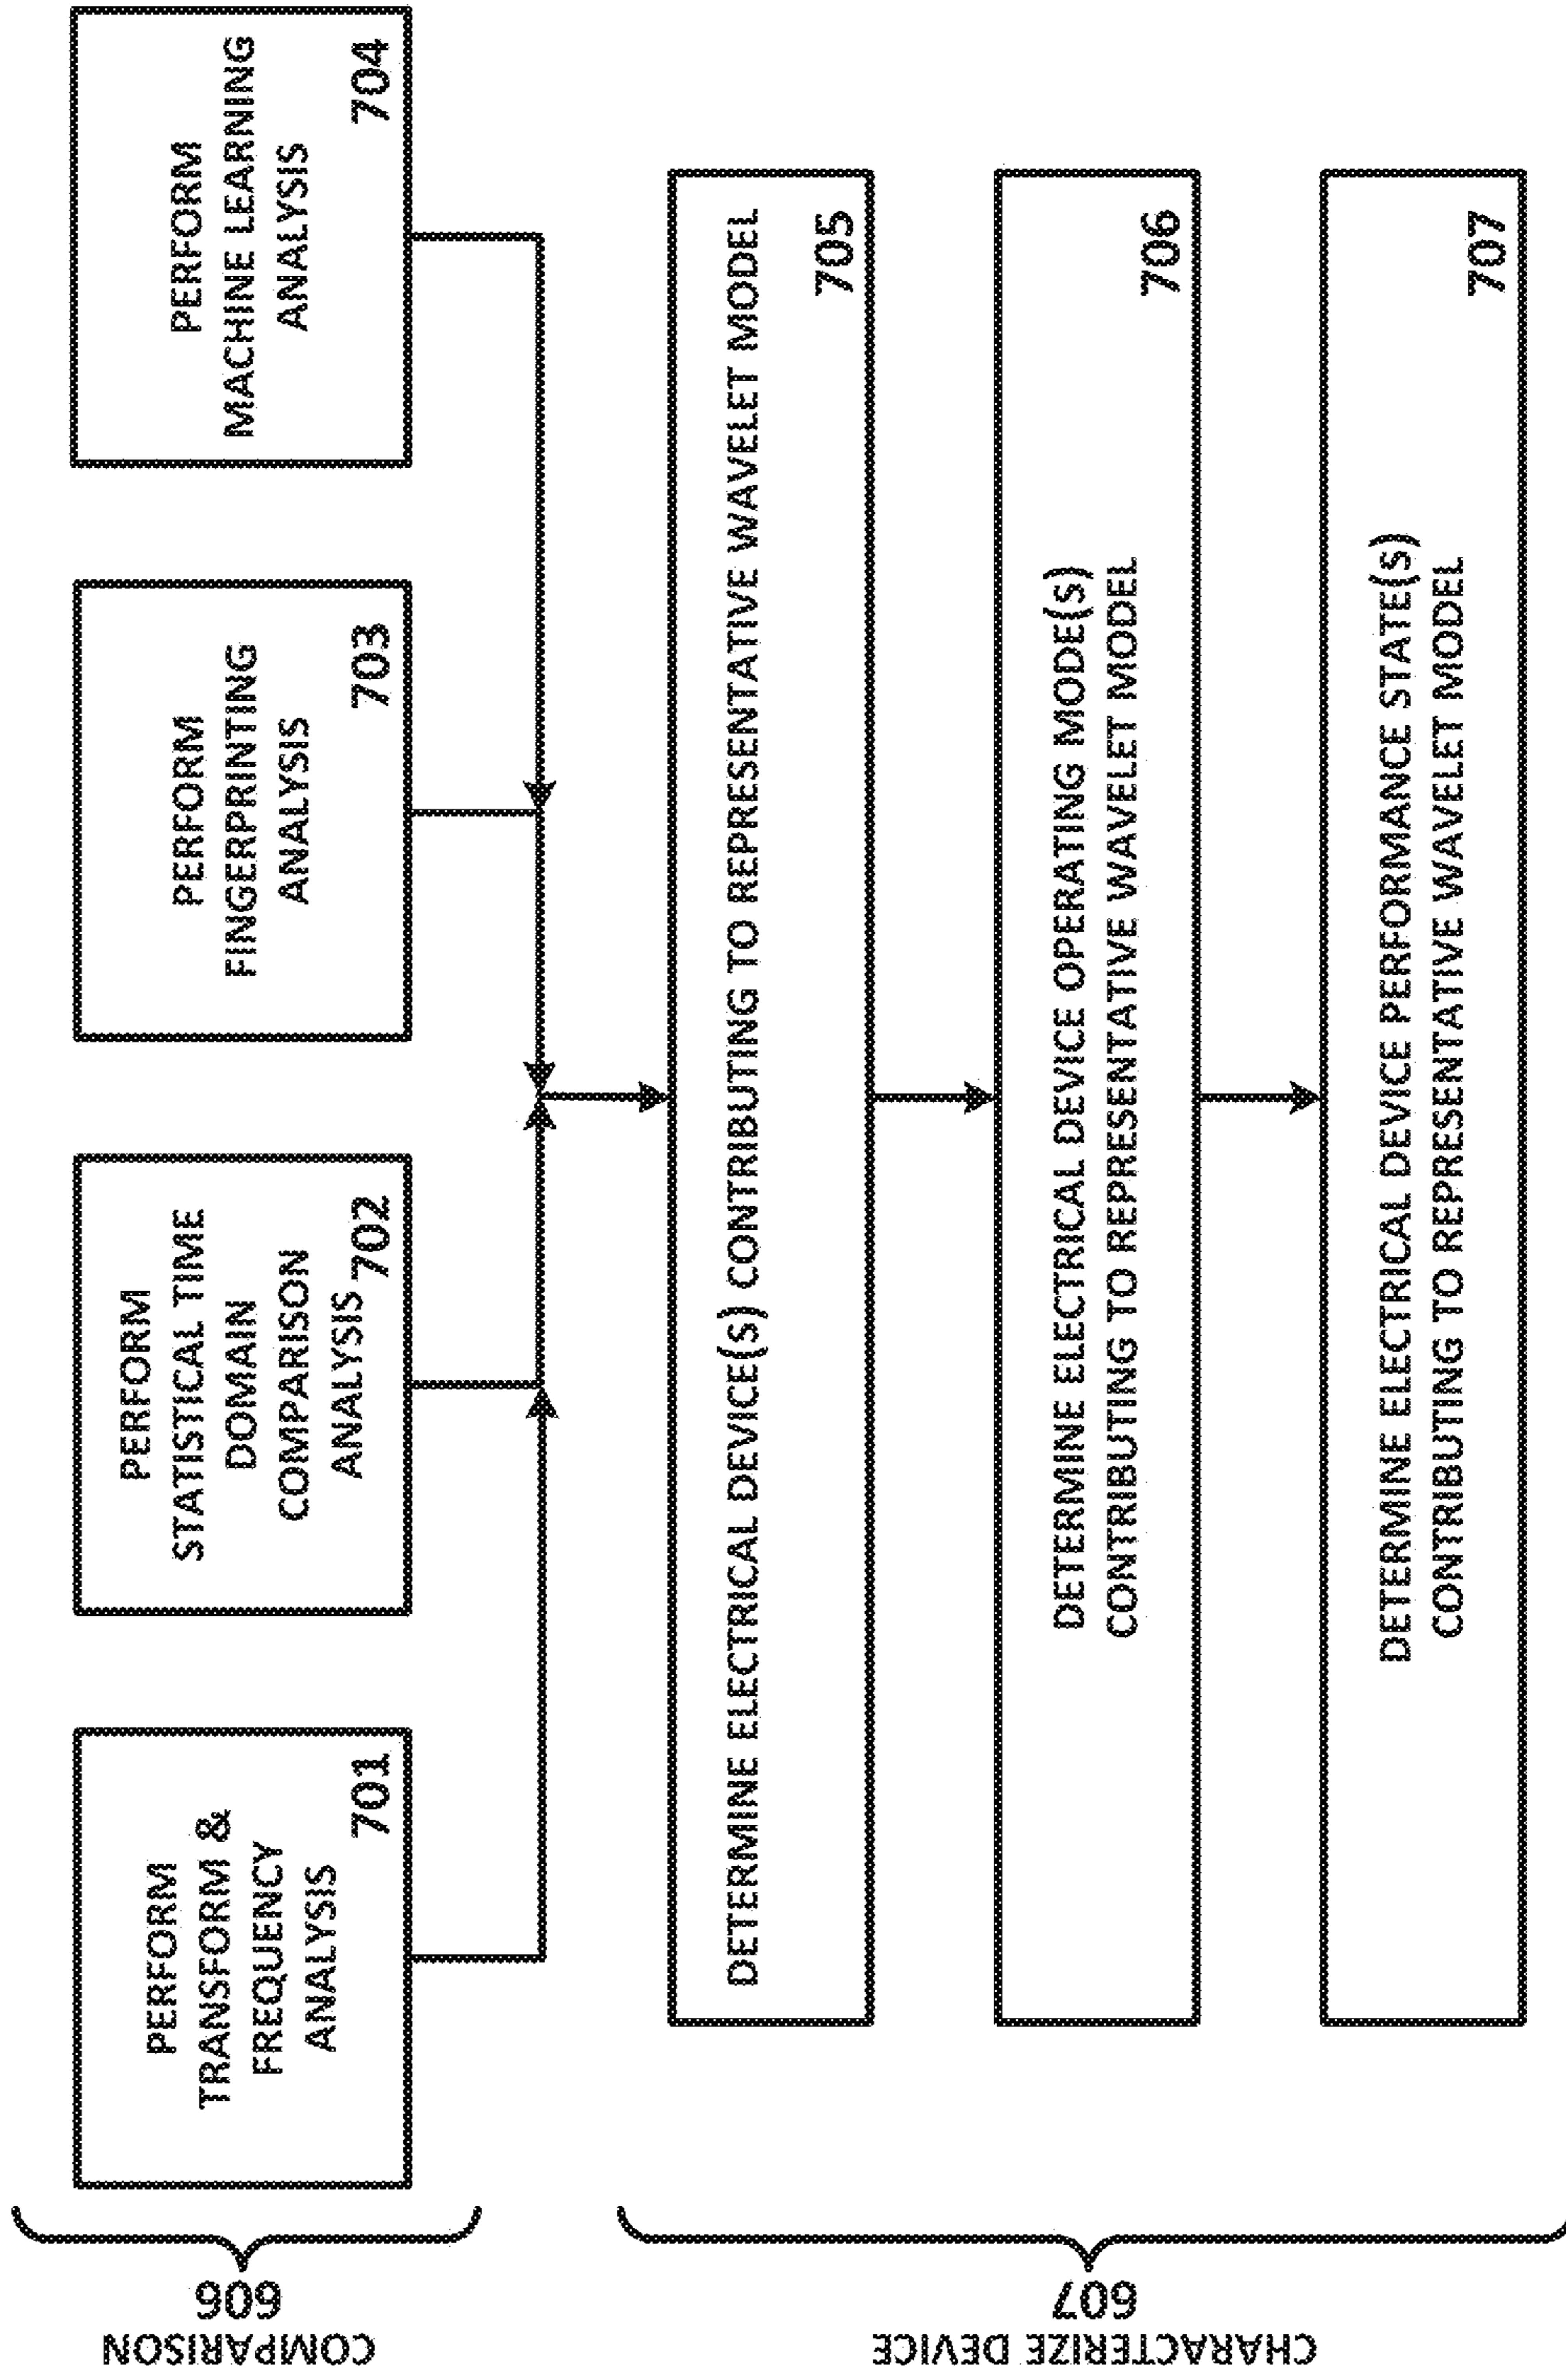 COMPARISON
606
PERFORM
TRANSFORM &
FREQUENCY
ANALYSIS
701
PERFORM
STATISTICAL TIME
DOMAIN
COMPARISON
ANALYSIS 702
PERFORM
FINGERPRINTING
ANALYSIS
703
PERFORM
MACHINE LEARNING
ANALYSIS
704
CHARACTERIZE DEVICE
607
DETERMINE ELECTRICAL DEVICE(S) CONTRIBUTING TO REPRESENTATIVE WAVELET MODEL
705
DETERMINE ELECTRICAL DEVICE OPERATING MODE(S)
CONTRIBUTING TO REPRESENTATIVE WAVELET MODEL
706
DETERMINE ELECTRICAL DEVICE PERFORMANCE STATE(S)
CONTRIBUTING TO REPRESENTATIVE WAVELET MODEL
707